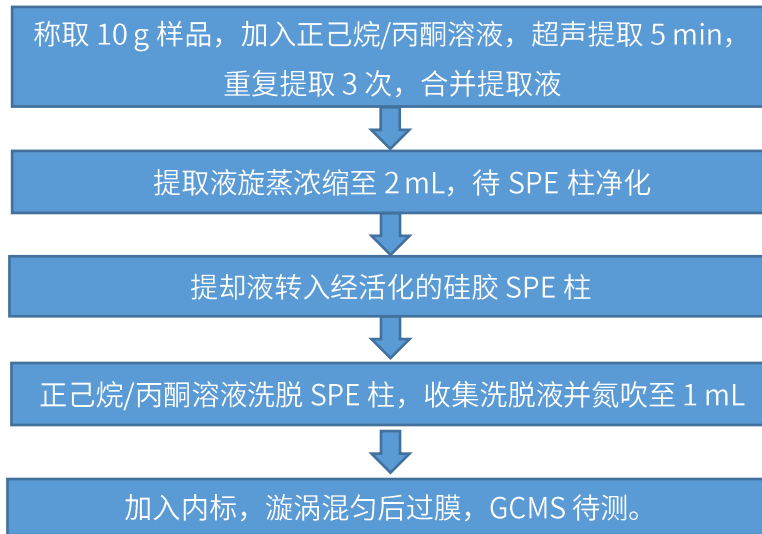 称取 10 g 样品，加入正己烷/丙酮溶液，超声提取 5 min，
重复提取 3 次，合并提取液
提取液旋蒸浓缩至 2 mL，待 SPE 柱净化
提却液转入经活化的硅胶 SPE 柱
正己烷/丙酮溶液洗脱 SPE 柱，收集洗脱液并氮吹至 1 mL
加入内标，漩涡混匀后过膜，GCMS 待测。